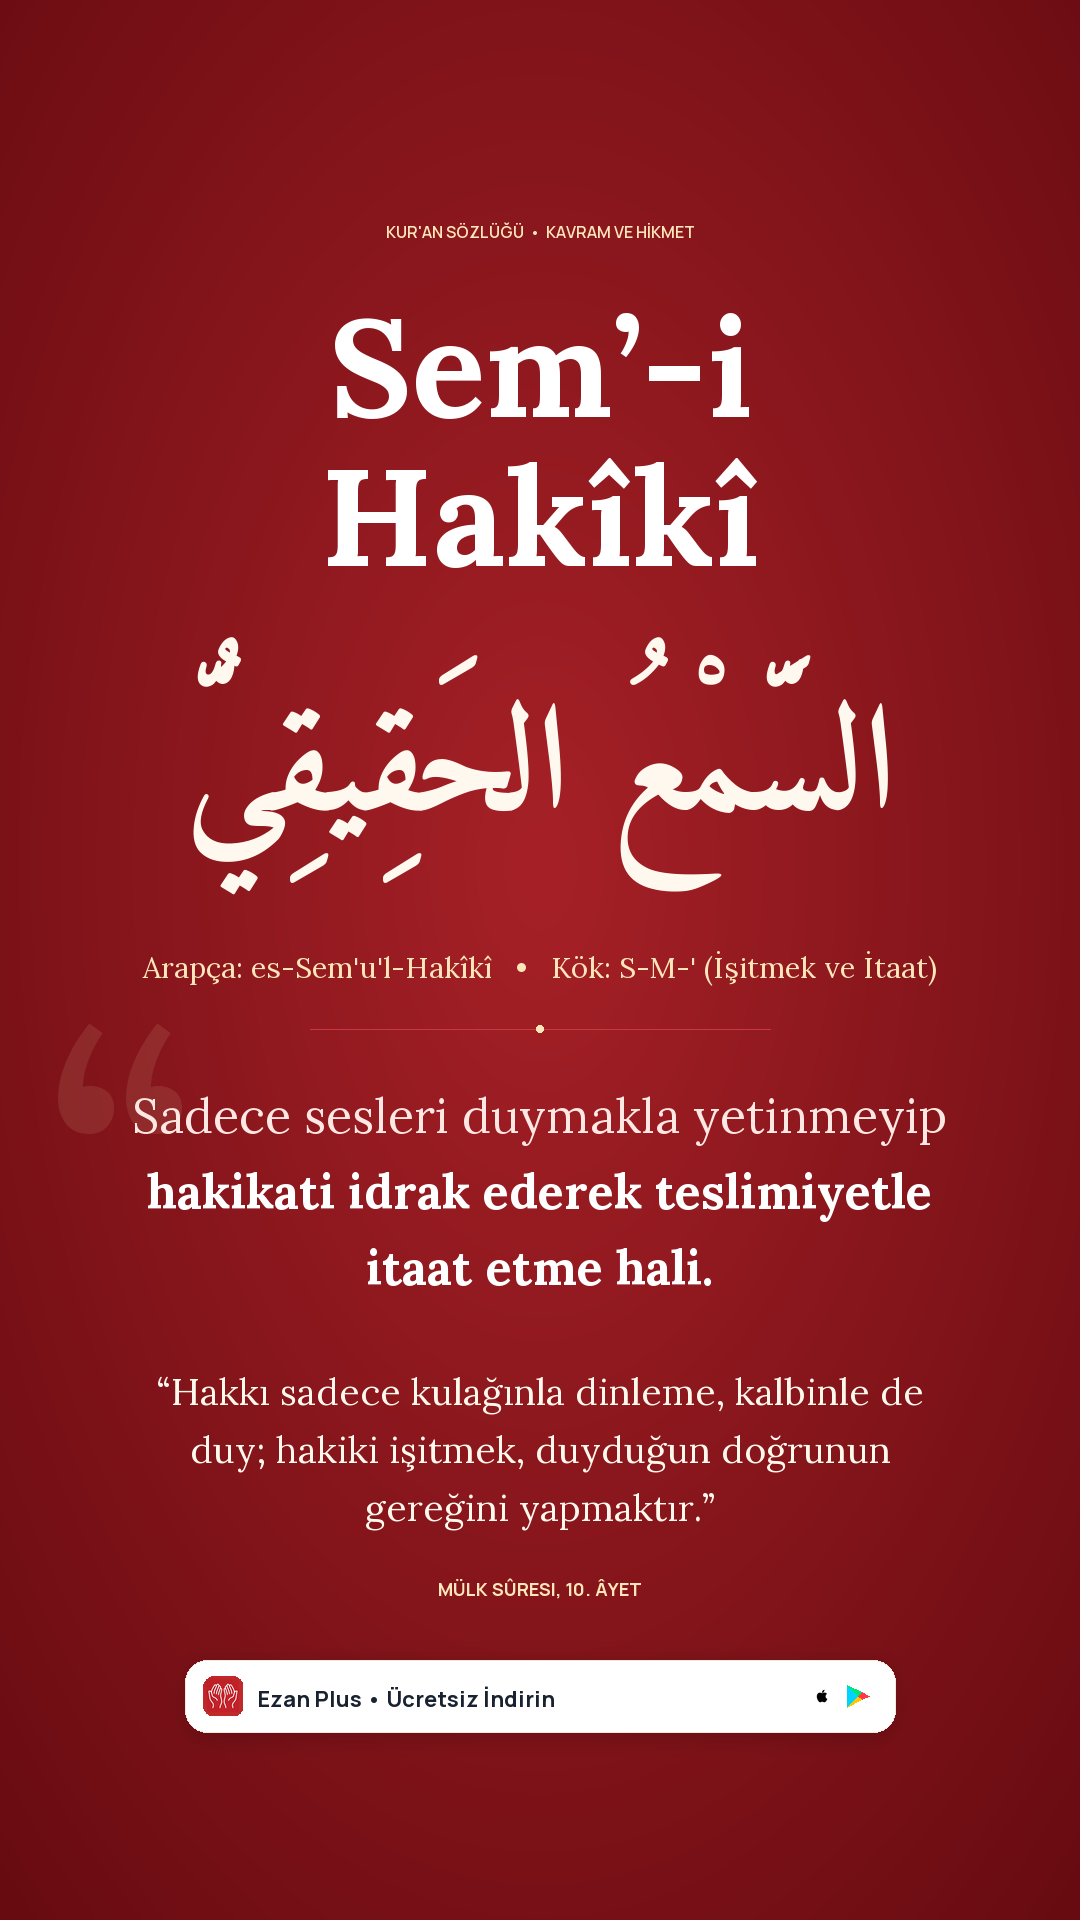 KUR'AN SÖZLÜĞÜ • KAVRAM VE HİKMET
Sem’-i
Hakîkî
السَّمْعُ الحَقِيقِيُّ
Arapça: es-Sem'u'l-Hakîkî • Kök: S-M-' (İşitmek ve İtaat)
“
Sadece sesleri duymakla yetinmeyip
hakikati idrak ederek teslimiyetle
itaat etme hali.
“Hakkı sadece kulağınla dinleme, kalbinle de
duy; hakiki işitmek, duyduğun doğrunun
gereğini yapmaktır.”
MÜLK SÛRESI, 10. ÂYET
Ezan Plus • Ücretsiz İndirin